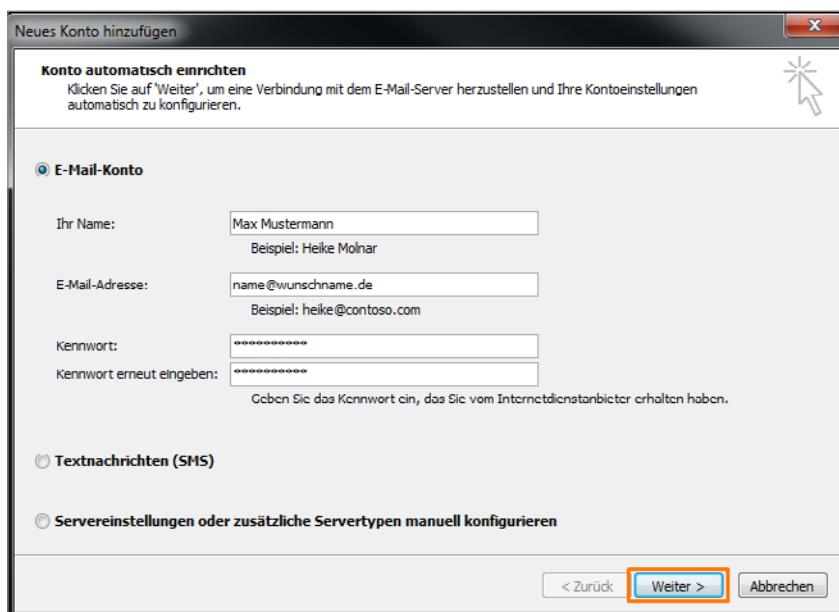 Neues Konto hinzufügen
Konto automatisch einrichten
Klicken Sie auf 'Weiter', um eine Verbindung mit dem E-Mail-Server herzustellen und Ihre Kontoeinstellungen
automatisch zu konfigurieren.
E-Mail-Konto
Ihr Name: Max Mustermann
Beispiel: Heike Molnar
E-Mail-Adresse: name@wunschname.de
Beispiel: heike@contoso.com
Kennwort: **********
Kennwort erneut eingeben: **********
Geben Sie das Kennwort ein, das Sie vom Internetdienstanbieter erhalten haben.
Textnachrichten (SMS)
Servereinstellungen oder zusätzliche Servertypen manuell konfigurieren
< Zurück Weiter > Abbrechen